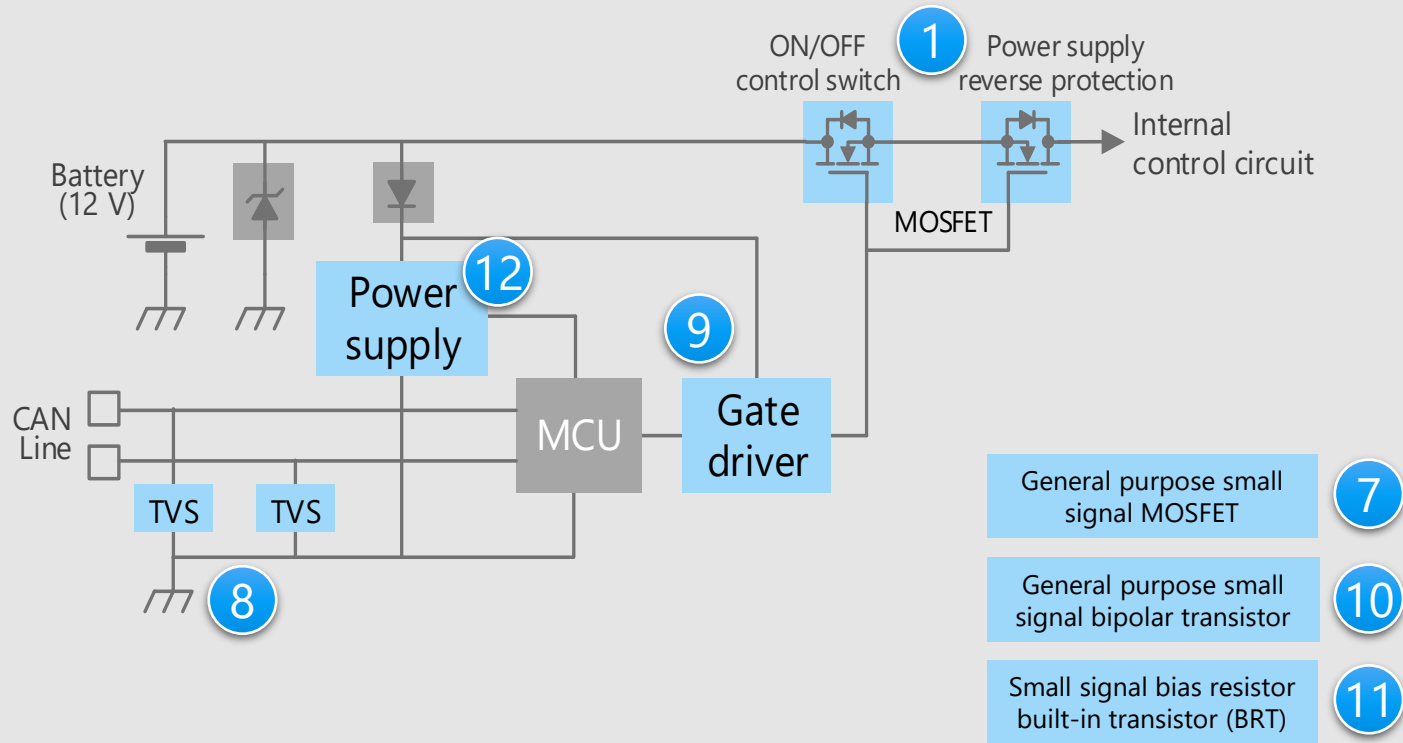 ON/OFF
control switch
1
Power supply
reverse protection
Internal
control circuit
Battery
(12 V)
MOSFET
12
Power
supply
9
CAN
Line
MCU
Gate
driver
TVS
TVS
8
General purpose small
signal MOSFET
7
General purpose small
signal bipolar transistor
10
Small signal bias resistor
built-in transistor (BRT)
11